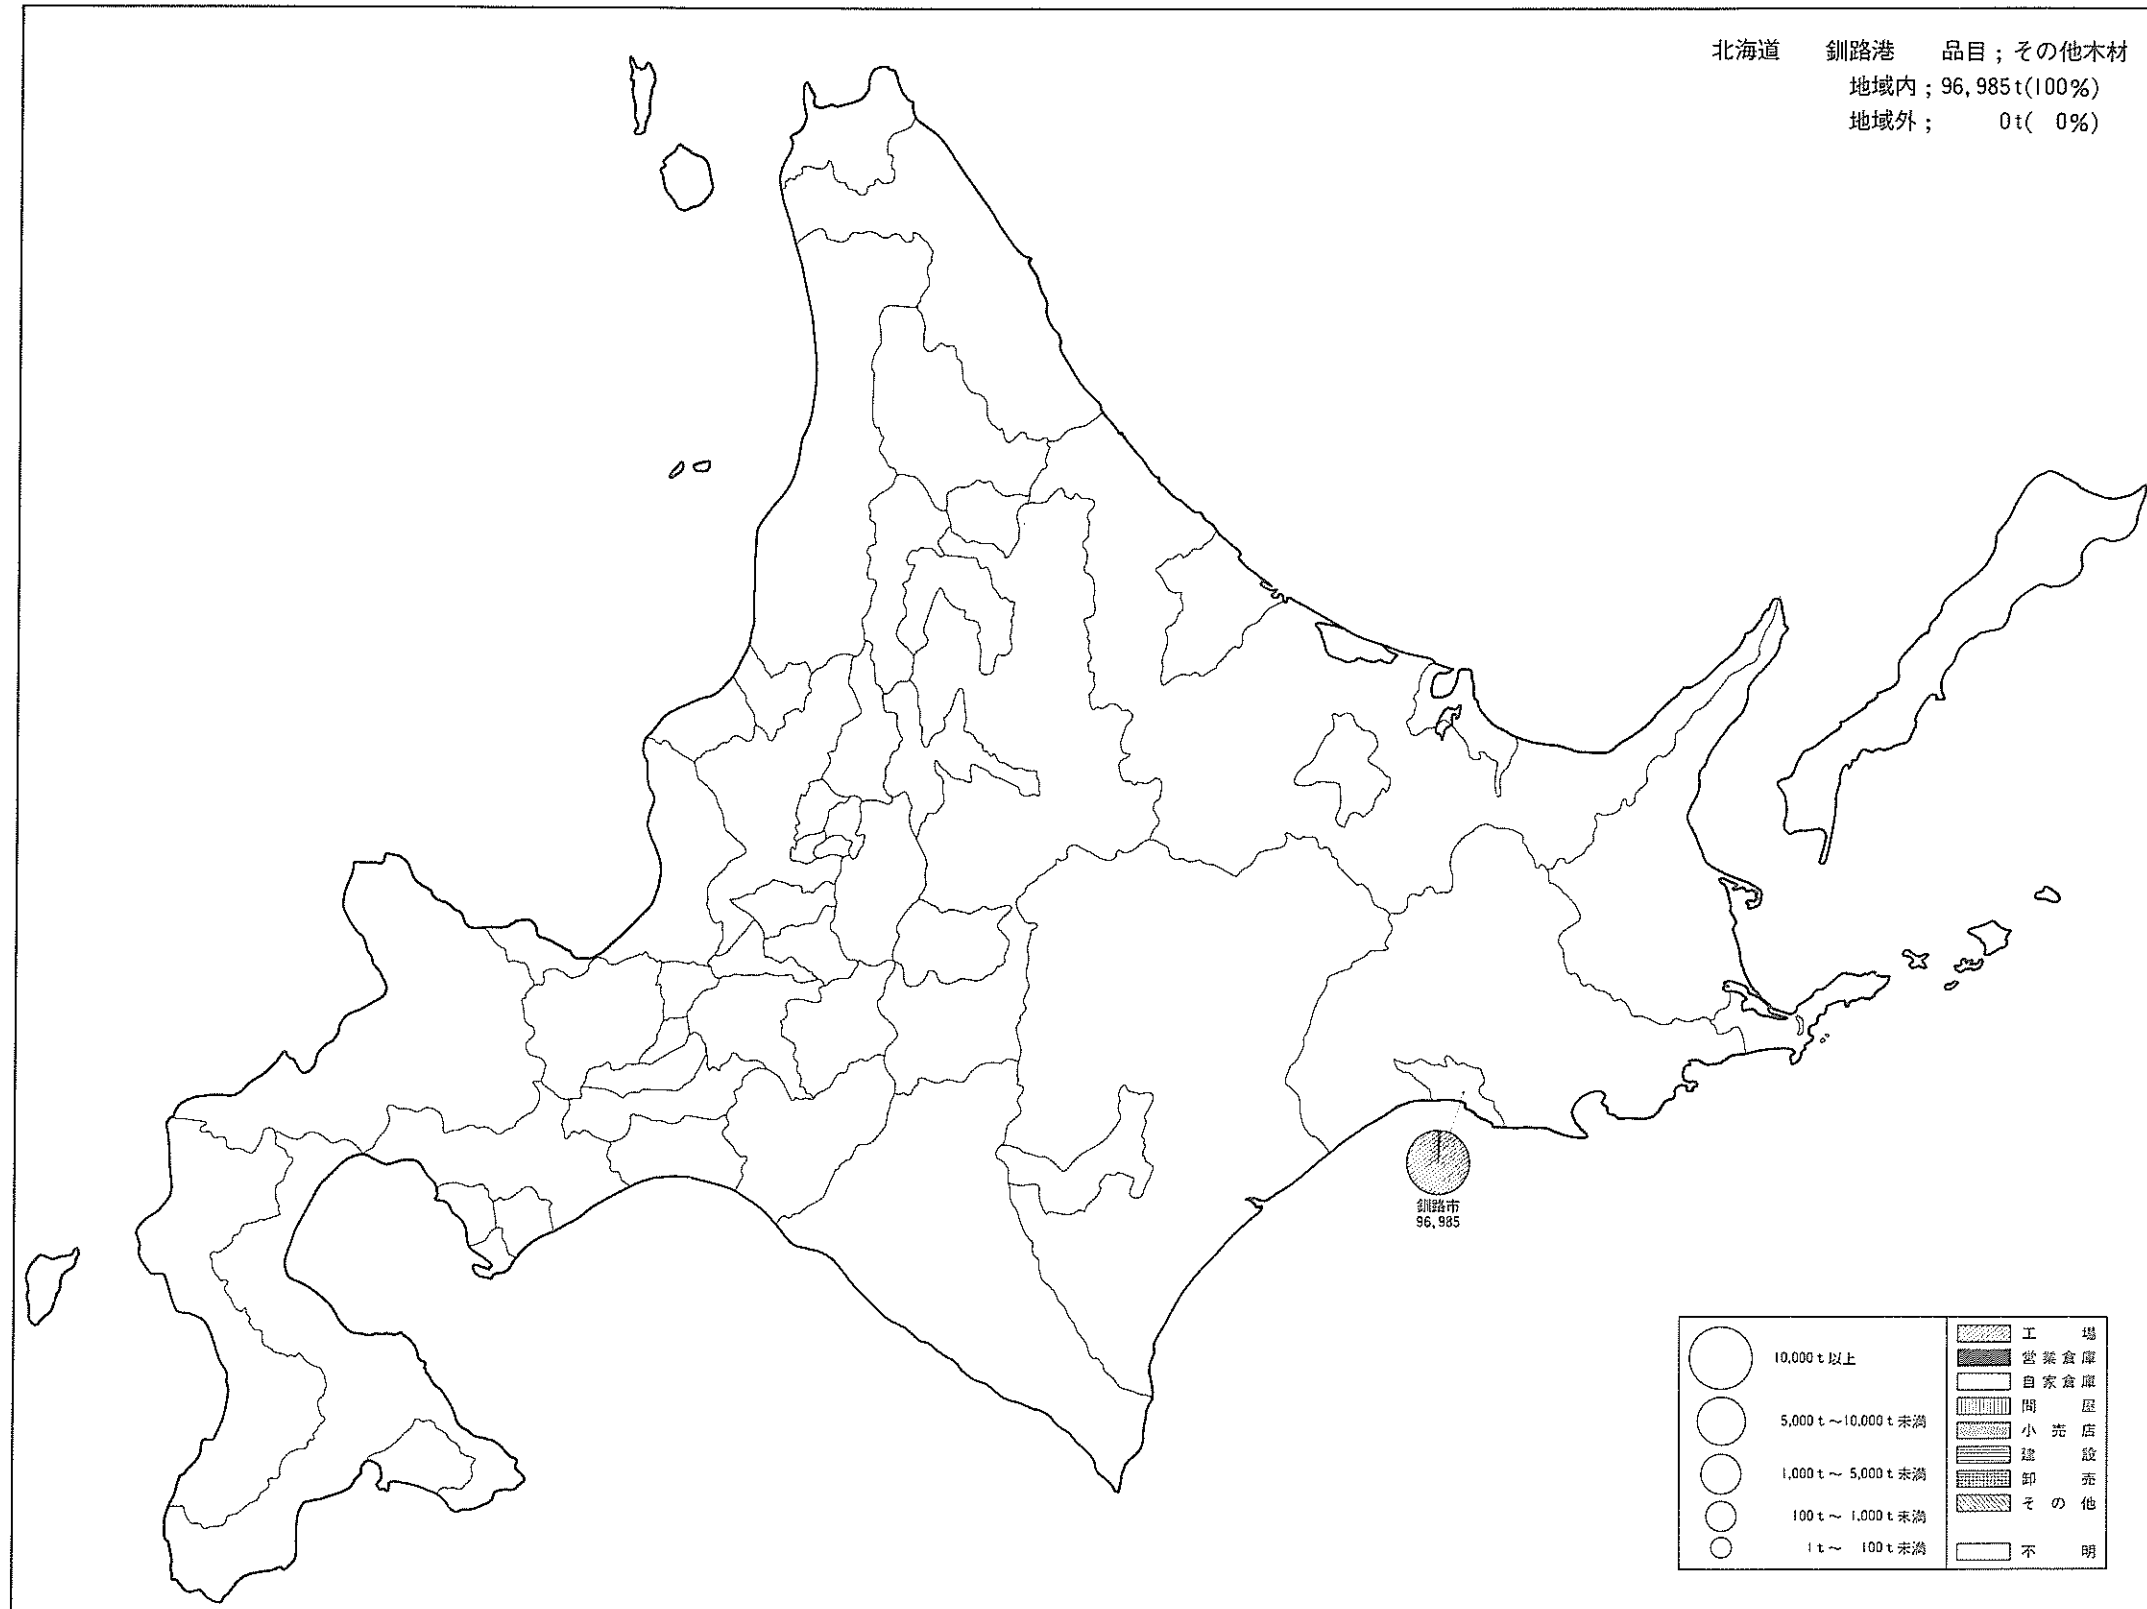 北海道 釧路港 品目；その他木材
地域内；96,985t(100%)
地域外； 0t( 0%)
釧路市
96,985
10,000t以上
5,000t～10,000t未満
1,000t～5,000t未満
100t～1,000t未満
1t～100t未満
工場
営業倉庫
自家倉庫
問屋
小売店
建設
卸売
その他
不明